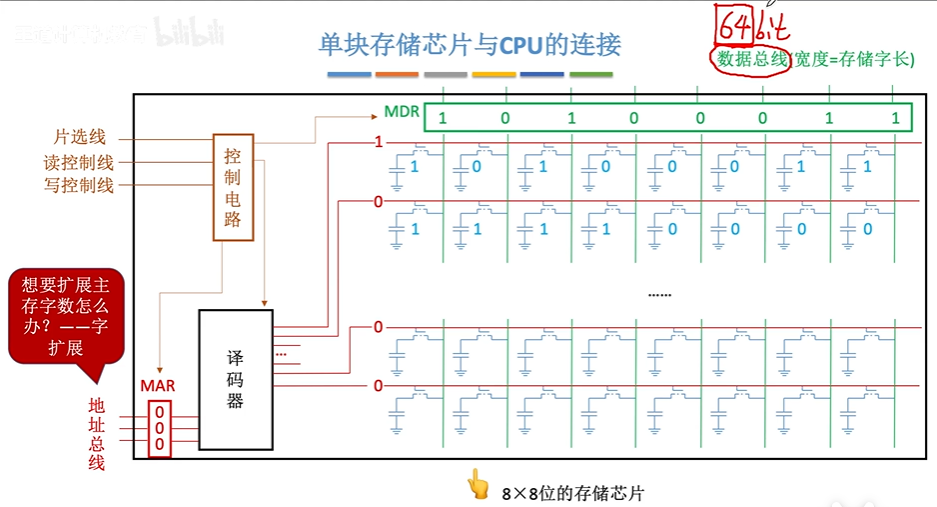 bilibili
64bit
单块存储芯片与CPU的连接
数据总线(宽度=存储字长)
MDR 1 0 1 0 0 0 1 1
片选线
读控制线
写控制线
控制电路
1
1 0 1 0 0 0 1 1
0
1 1 1 1 0 0 0 0
......
想要扩展主
存字数怎么
办？——字
扩展
译码器
...
0
0
MAR
0
0
0
地址总线
8×8位的存储芯片